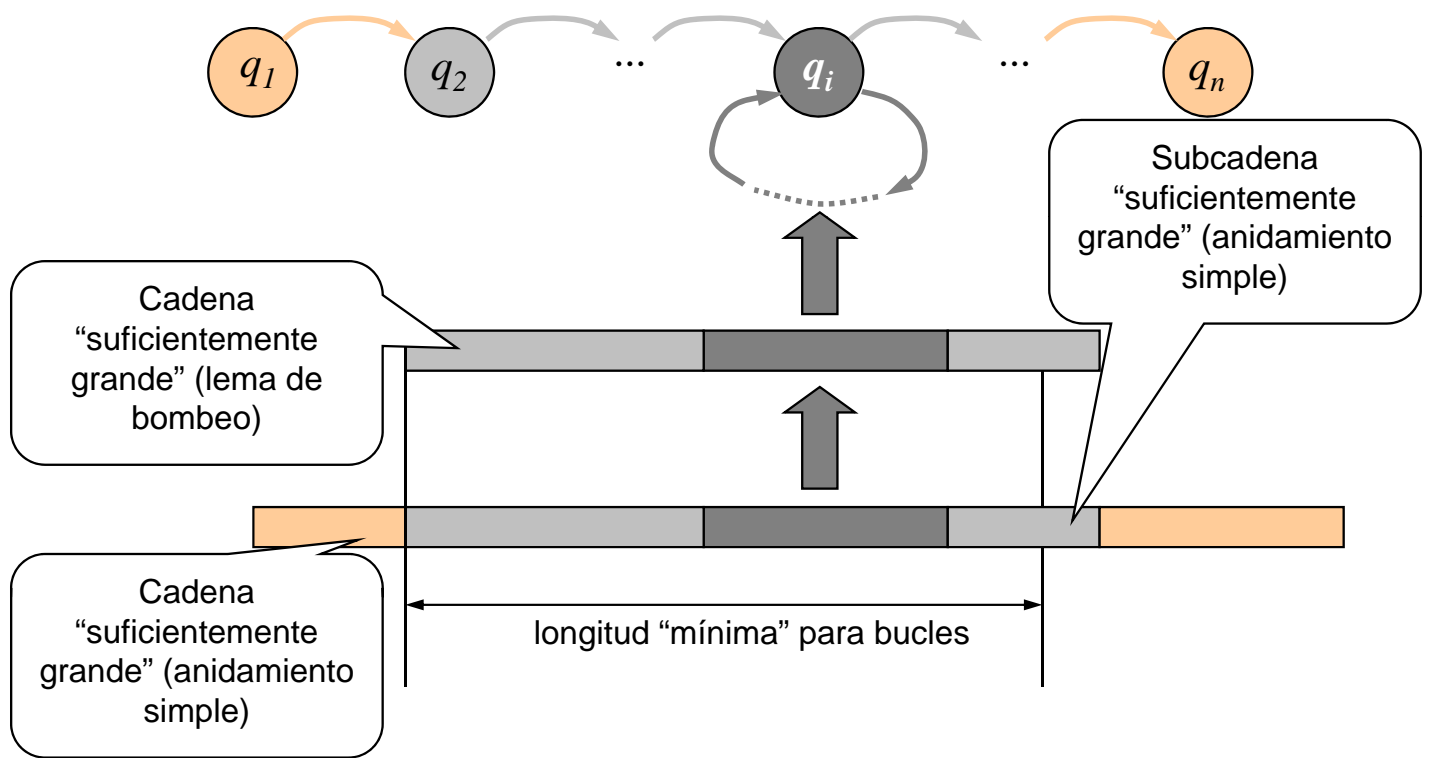 q1
q2
...
qi
...
qn
Subcadena
“suficientemente
grande” (anidamiento
simple)
Cadena
“suficientemente
grande” (lema de
bombeo)
Cadena
“suficientemente
grande” (anidamiento
simple)
longitud “mínima” para bucles